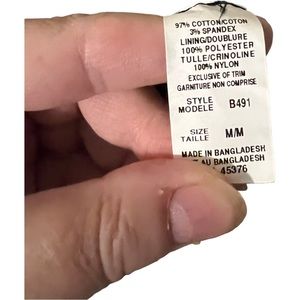 97% COTTON/COTON
3% SPANDEX
LINING/DOUBLURE
100% POLYESTER
TULLE/CRINOLINE
100% NYLON
EXCLUSIVE OF TRIM
GARNITURE NON COMPRISE
STYLE B491
MODELE
SIZE M/M
TAILLE
MADE IN BANGLADESH
AU BANGLADESH
45376